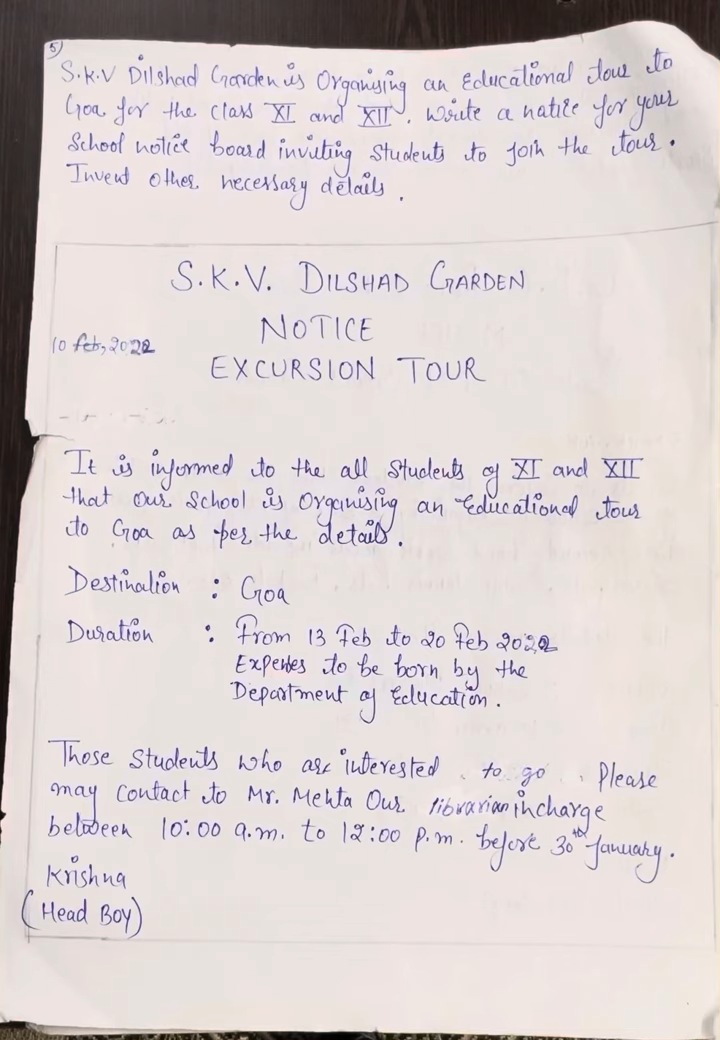 5)
S.K.V Dilshad Garden is Organising an Educational tour to
Goa for the class XI and XII. Write a notice for your
School notice board inviting Students to join the tour.
Invent other necessary details.
S.K.V. DILSHAD GARDEN
NOTICE
10 feb, 2022
EXCURSION TOUR
It is informed to the all students of XI and XII
that our School is Organising an Educational tour
to Goa as per the details.
Destination : Goa
Duration : From 13 Feb to 20 Feb 2022
Expenses to be born by the
Department of Education.
Those Students who are interested to go. Please
may contact to Mr. Mehta Our librarian incharge
between 10:00 a.m. to 12:00 p.m. before 30th January.
Krishna
(Head Boy)